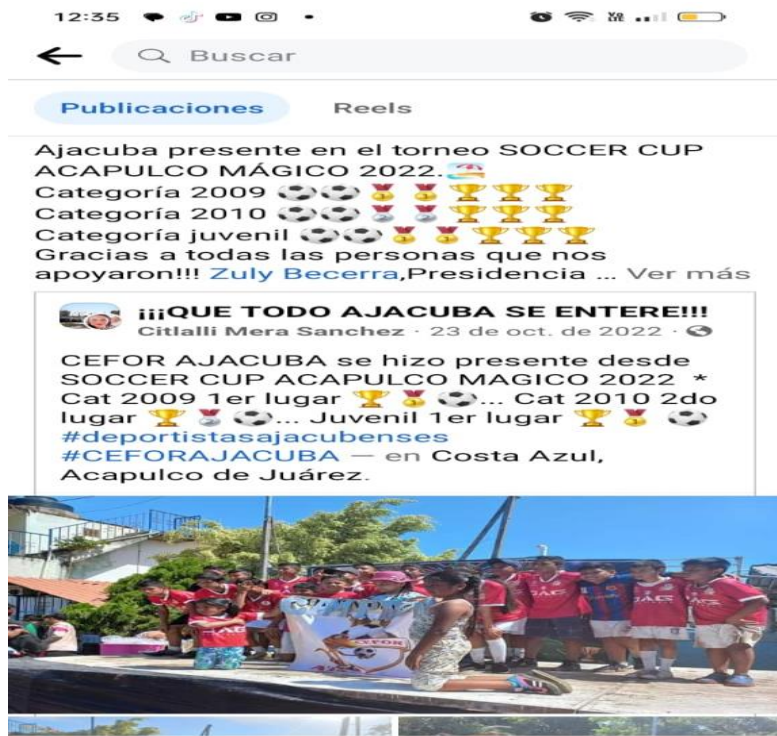 12:35
Buscar
Publicaciones
Reels
Ajacuba presente en el torneo SOCCER CUP
ACAPULCO MÁGICO 2022.🏖️
Categoría 2009 ⚽⚽🥇🥇🏆🏆🏆
Categoría 2010 ⚽⚽🥈🥈🏆🏆🏆
Categoría juvenil ⚽⚽🥇🥇🏆🏆🏆
Gracias a todas las personas que nos
apoyaron!!! Zuly Becerra,Presidencia ... Ver más
¡¡¡QUE TODO AJACUBA SE ENTERE!!!
Citlalli Mera Sanchez · 23 de oct. de 2022 ·
CEFOR AJACUBA se hizo presente desde
SOCCER CUP ACAPULCO MAGICO 2022 *
Cat 2009 1er lugar 🏆🥇⚽... Cat 2010 2do
lugar 🏆🥈⚽... Juvenil 1er lugar 🏆🥇⚽
#deportistasajacubenses
#CEFORAJACUBA — en Costa Azul,
Acapulco de Juárez.